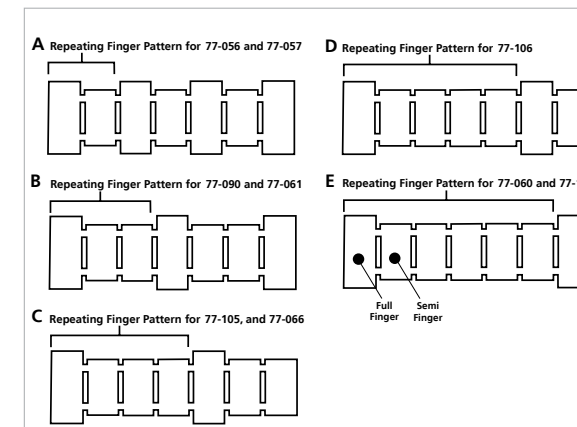 A Repeating Finger Pattern for 77-056 and 77-057
B Repeating Finger Pattern for 77-090 and 77-061
C Repeating Finger Pattern for 77-105, and 77-066
D Repeating Finger Pattern for 77-106
E Repeating Finger Pattern for 77-060 and
Full Finger
Semi Finger